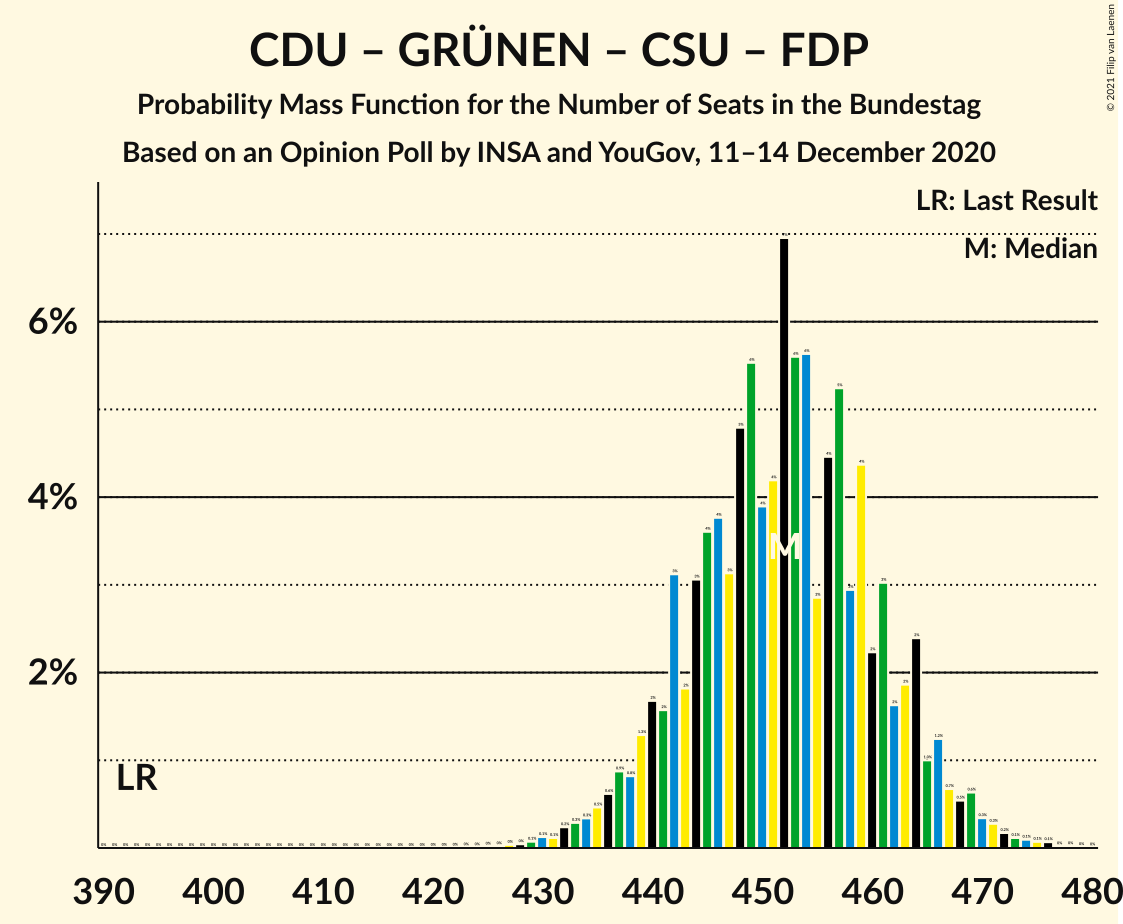 CDU – GRÜNEN – CSU – FDP
Probability Mass Function for the Number of Seats in the Bundestag
Based on an Opinion Poll by INSA and YouGov, 11–14 December 2020
© 2021 Filip van Laenen
LR: Last Result
M: Median
6%
4%
2%
LR
M
390 400 410 420 430 440 450 460 470 480